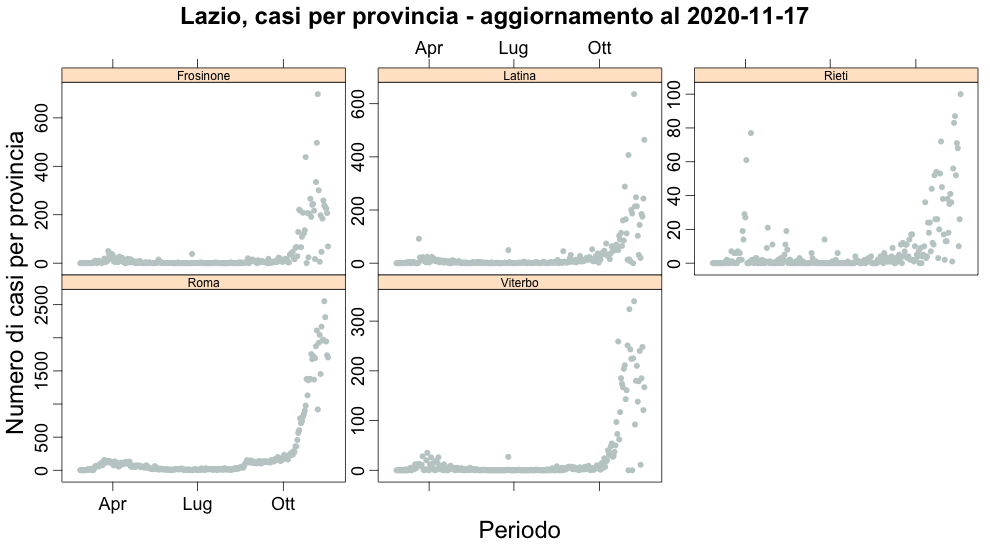 Lazio, casi per provincia - aggiornamento al 2020-11-17
Apr Lug Ott
Frosinone Latina Rieti
0 200 400 600
0 200 400 600
0 20 40 60 80 100
Numero di casi per provincia
Roma Viterbo
0 500 1500 2500
0 100 200 300
Apr Lug Ott
Periodo